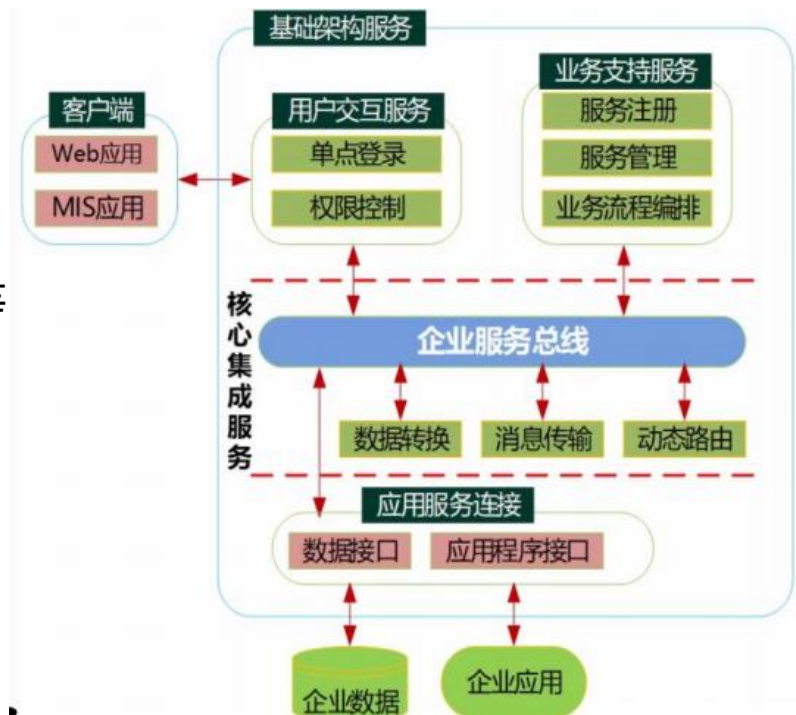 基础架构服务
客户端
Web应用
MIS应用
用户交互服务
单点登录
权限控制
业务支持服务
服务注册
服务管理
业务流程编排
核心集成服务
企业服务总线
数据转换
消息传输
动态路由
应用服务连接
数据接口
应用程序接口
企业数据
企业应用